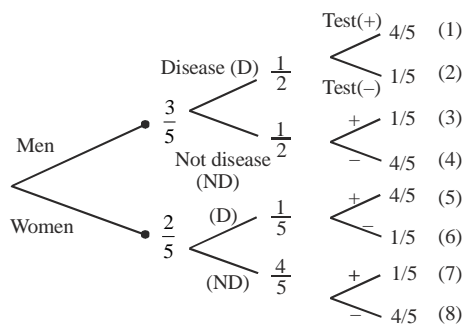 Test(+) 4/5 (1)
Disease (D) 1/2
1/5 (2)
Test(–)
3/5
+ 1/5 (3)
Men
1/2
Not disease
(ND)
– 4/5 (4)
Women
(D) 1/5
+ 4/5 (5)
2/5
– 1/5 (6)
(ND) 4/5
+ 1/5 (7)
– 4/5 (8)